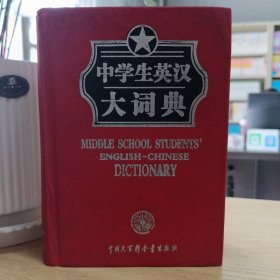 中学生英汉
大词典
MIDDLE SCHOOL STUDENTS'
ENGLISH-CHINESE
DICTIONARY
中国大百科全书出版社